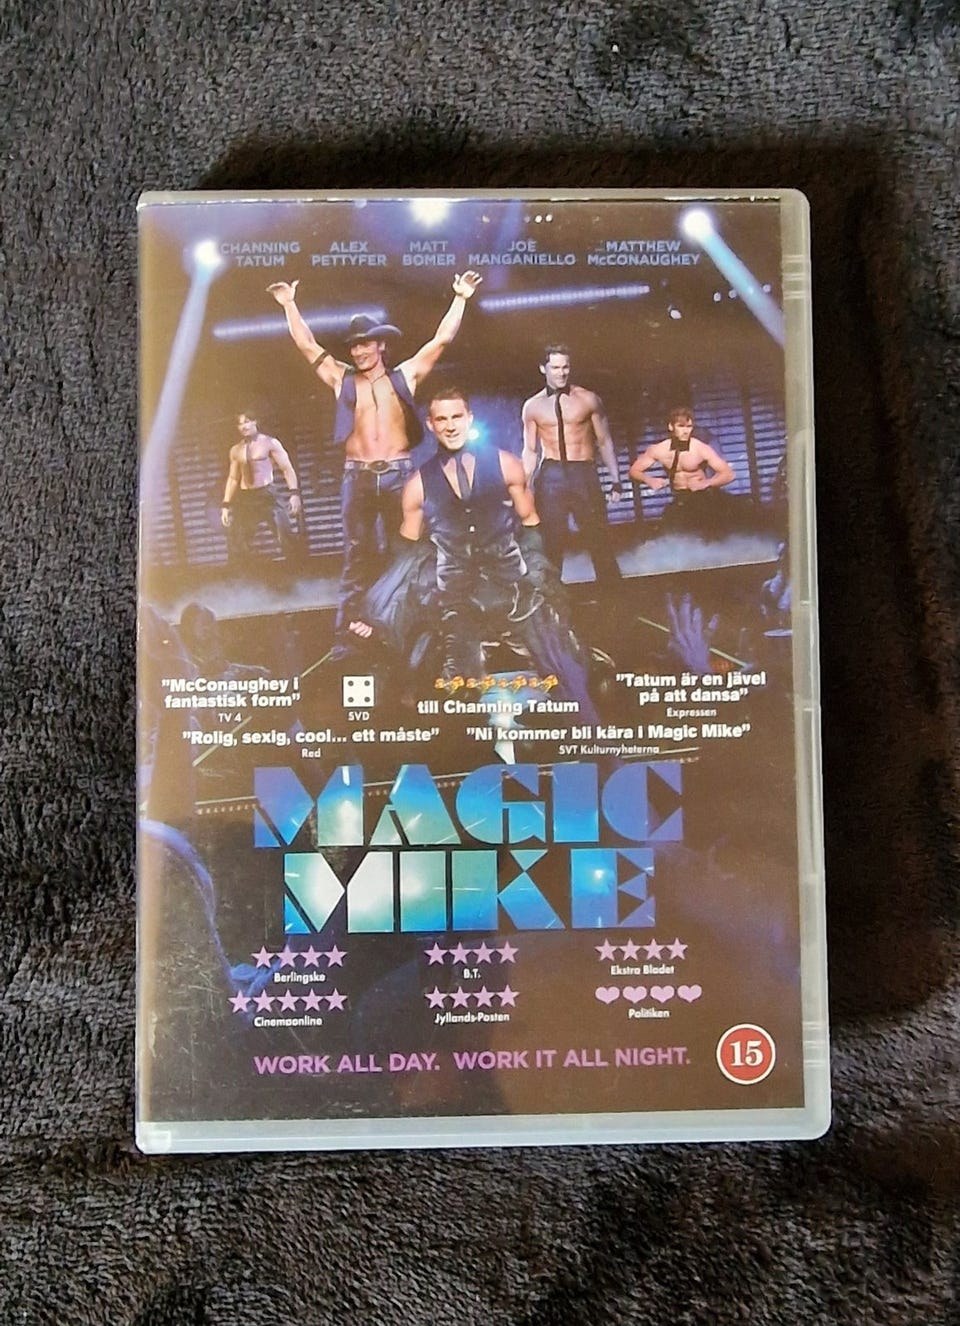 CHANNING TATUM
ALEX PETTYFER
MATT BOMER
JOE MANGANIELLO
MATTHEW McCONAUGHEY
"McConaughey i
fantastisk form"
TV 4
SVD
till Channing Tatum
"Tatum är en jävel
på att dansa"
Expressen
"Rolig, sexig, cool... ett måste"
Red
"Ni kommer bli kära i Magic Mike"
SVT Kulturnyheterna
MAGIC
MIKE
Berlingske
B.T.
Ekstra Bladet
Cinemaonline
Jyllands-Posten
Politiken
WORK ALL DAY. WORK IT ALL NIGHT.
15